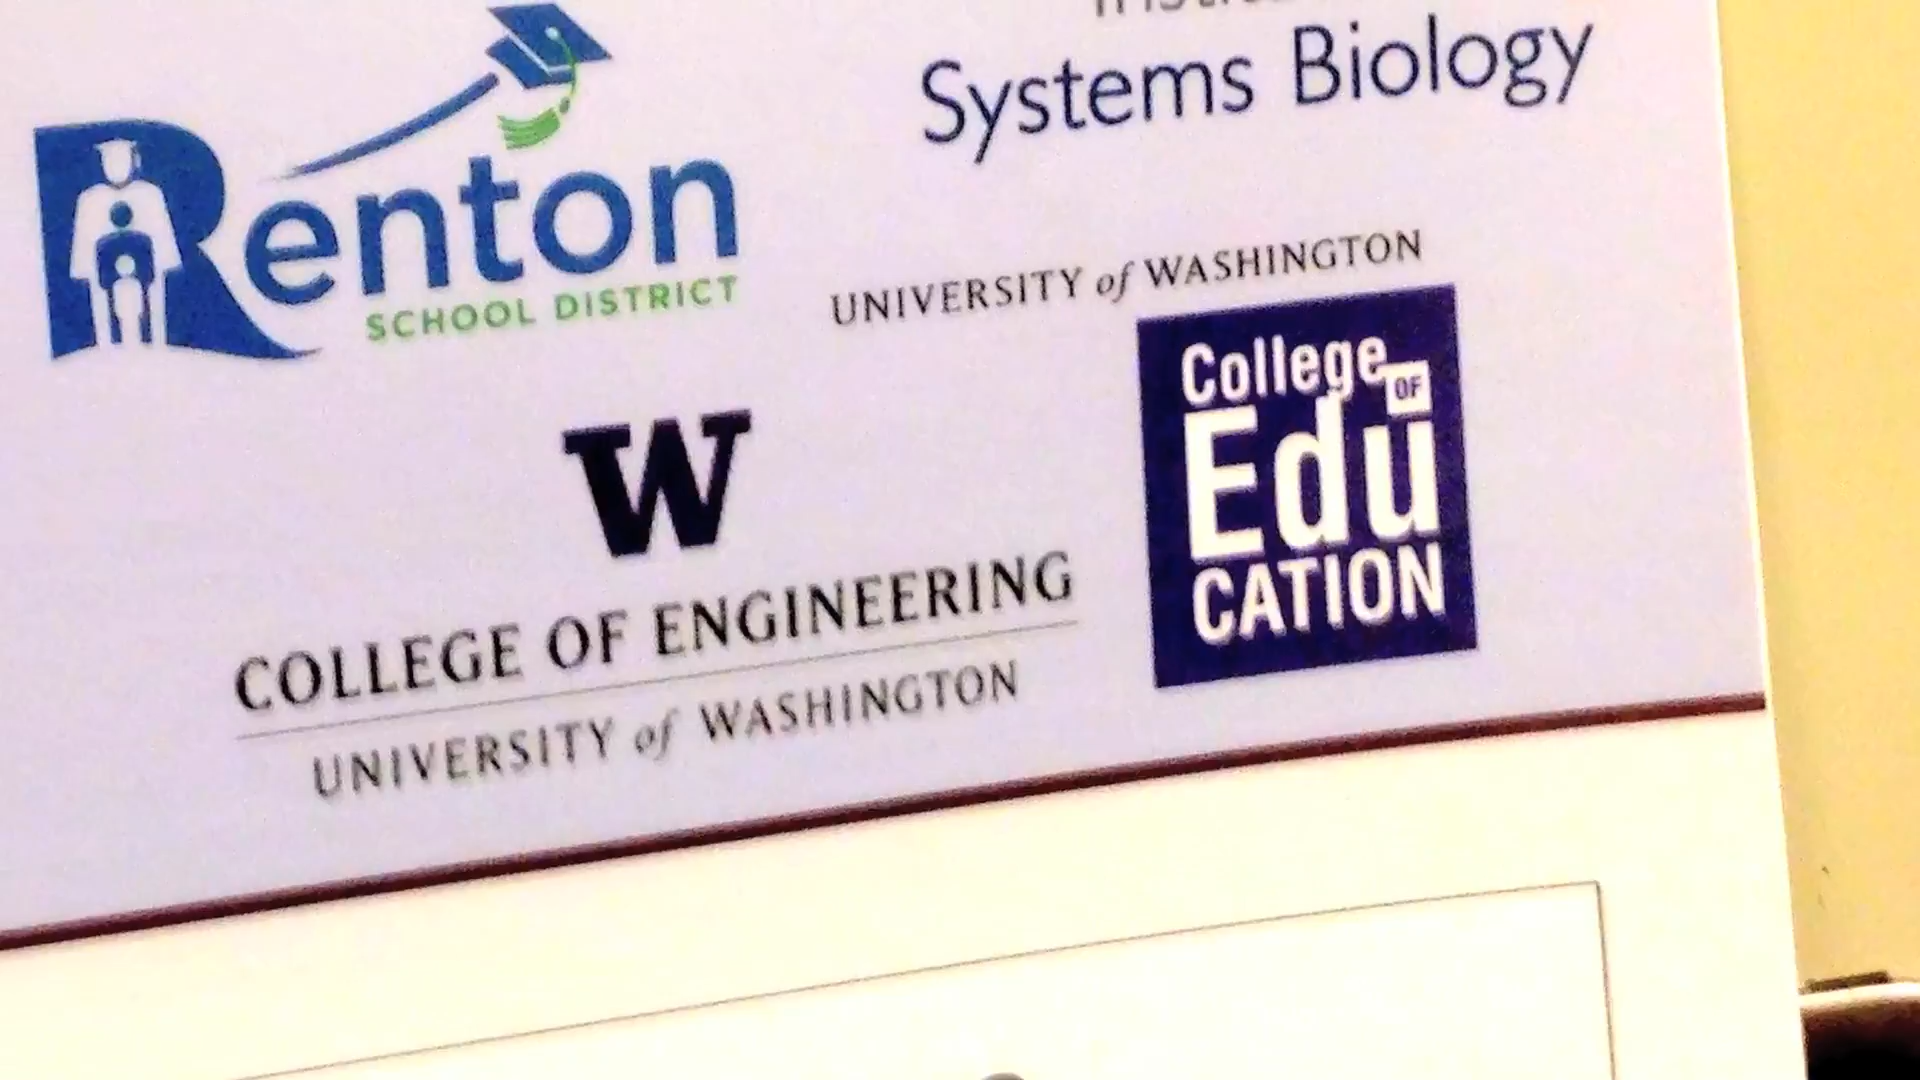 Systems Biology
Renton
SCHOOL DISTRICT
UNIVERSITY of WASHINGTON
College OF
Edu
CATION
W
COLLEGE OF ENGINEERING
UNIVERSITY of WASHINGTON